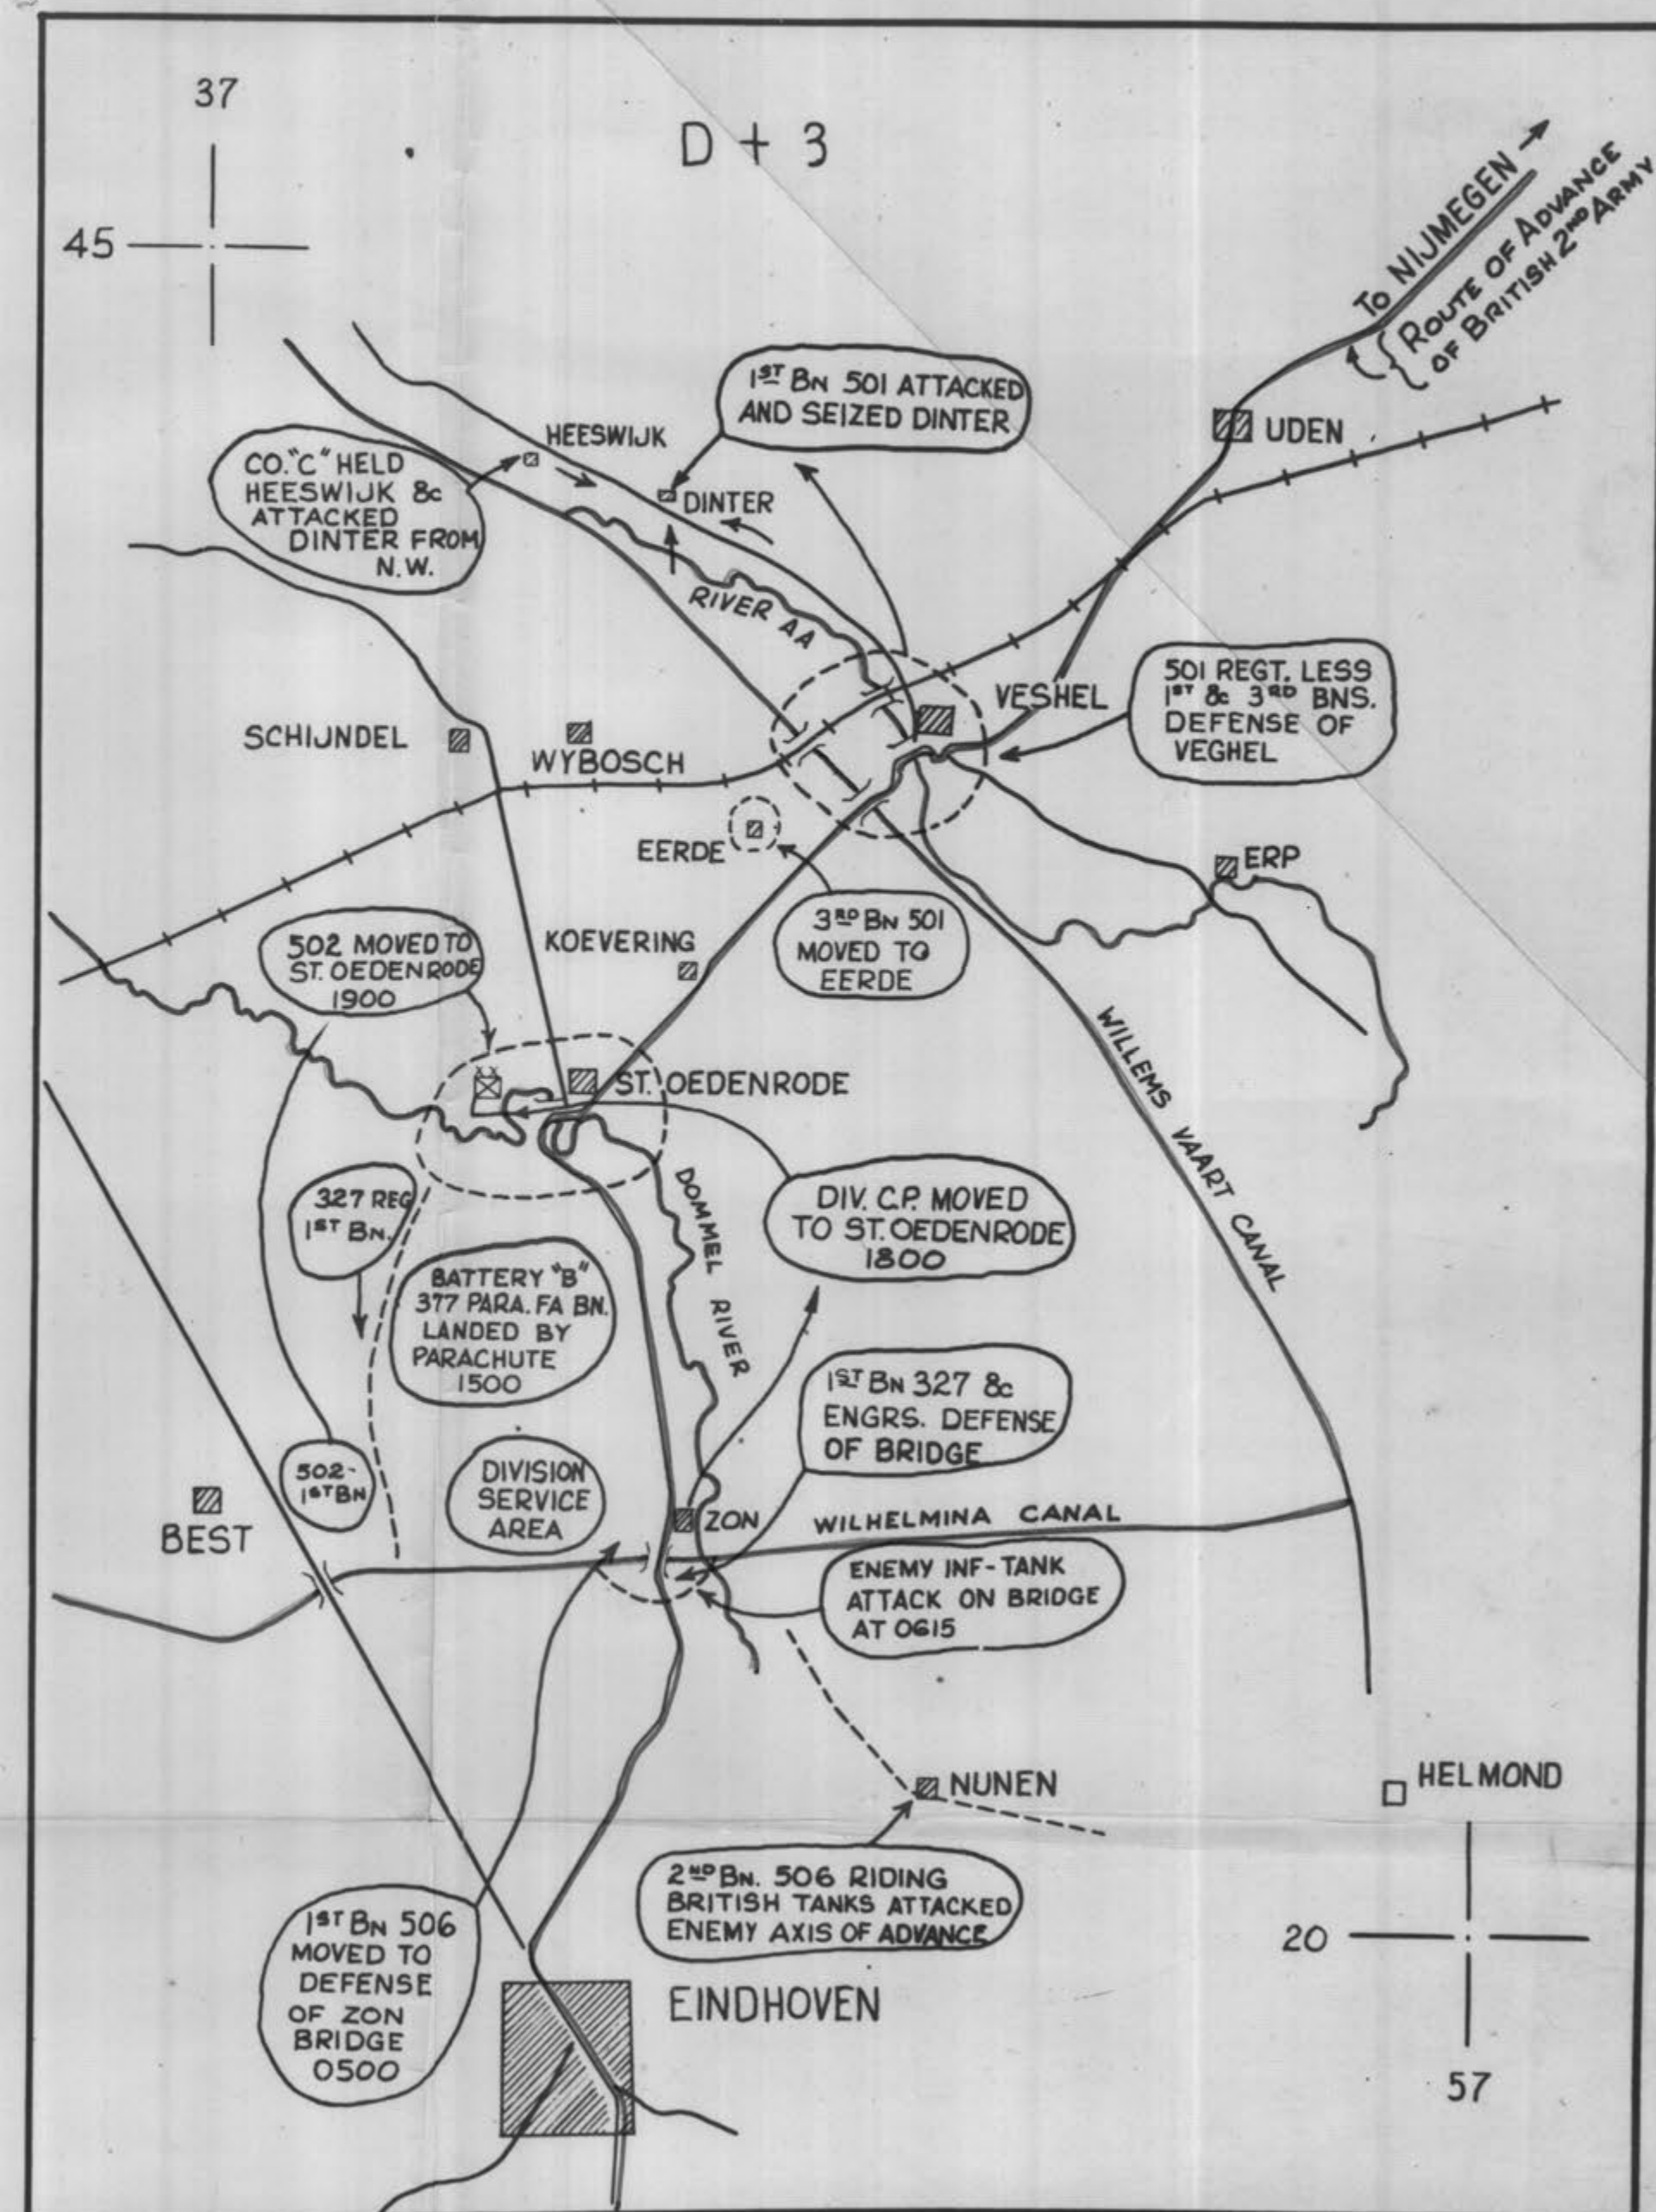 37
D + 3
45
TO NIJMEGEN
ROUTE OF ADVANCE
OF BRITISH 2ND ARMY
1ST BN 501 ATTACKED
AND SEIZED DINTER
HEESWIJK
UDEN
CO. "C" HELD
HEESWIJK &
ATTACKED
DINTER FROM
N.W.
DINTER
RIVER AA
501 REGT. LESS
1ST & 3RD BNS.
DEFENSE OF
VEGHEL
VESHEL
SCHIJNDEL
WYBOSCH
EERDE
ERP
3RD BN 501
MOVED TO
EERDE
502 MOVED TO
ST. OEDENRODE
1900
KOEVERING
WILLEMS VAART CANAL
ST. OEDENRODE
327 REG
1ST BN.
DOMMEL RIVER
DIV. C.P. MOVED
TO ST. OEDENRODE
1800
BATTERY "B"
377 PARA. FA BN.
LANDED BY
PARACHUTE
1500
1ST BN 327 &
ENGRS. DEFENSE
OF BRIDGE
502-
1ST BN
DIVISION
SERVICE
AREA
BEST
ZON
WILHELMINA CANAL
ENEMY INF-TANK
ATTACK ON BRIDGE
AT 0615
NUNEN
HELMOND
2ND BN. 506 RIDING
BRITISH TANKS ATTACKED
ENEMY AXIS OF ADVANCE
1ST BN 506
MOVED TO
DEFENSE
OF ZON
BRIDGE
0500
20
EINDHOVEN
57